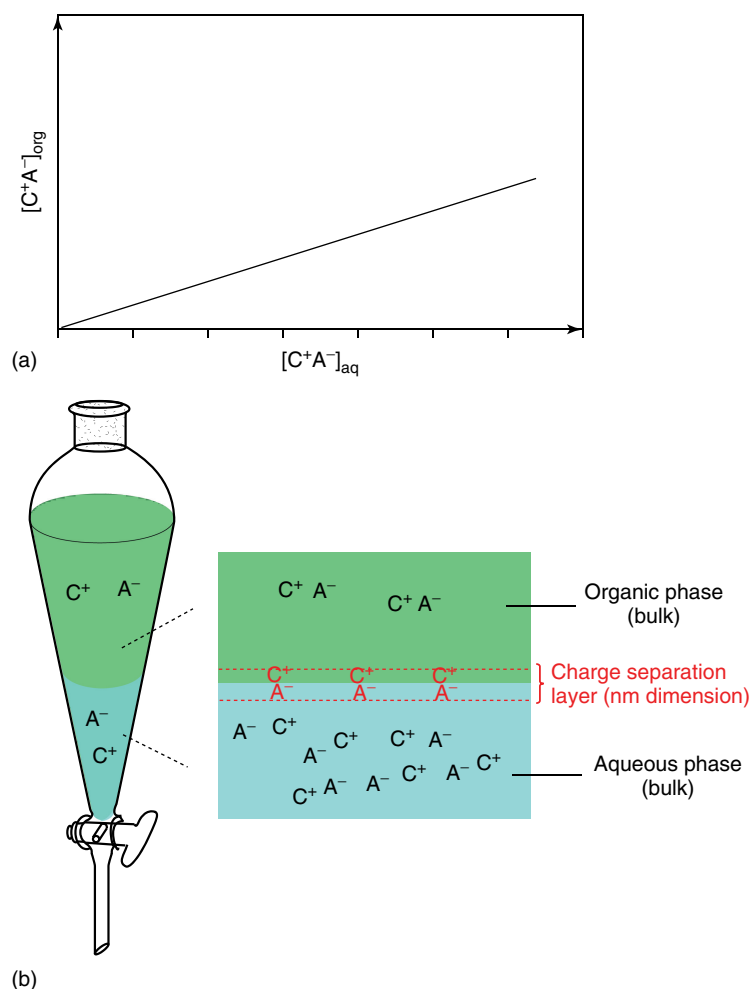 [C⁺A⁻]org
[C⁺A⁻]aq
(a)
C⁺ A⁻
A⁻
C⁺
C⁺ A⁻
C⁺ A⁻
Organic phase
(bulk)
C⁺ C⁺ C⁺
A⁻ A⁻ A⁻
Charge separation
layer (nm dimension)
A⁻ C⁺ A⁻ C⁺ C⁺ A⁻
C⁺ A⁻ A⁻ C⁺ A⁻ C⁺
Aqueous phase
(bulk)
(b)